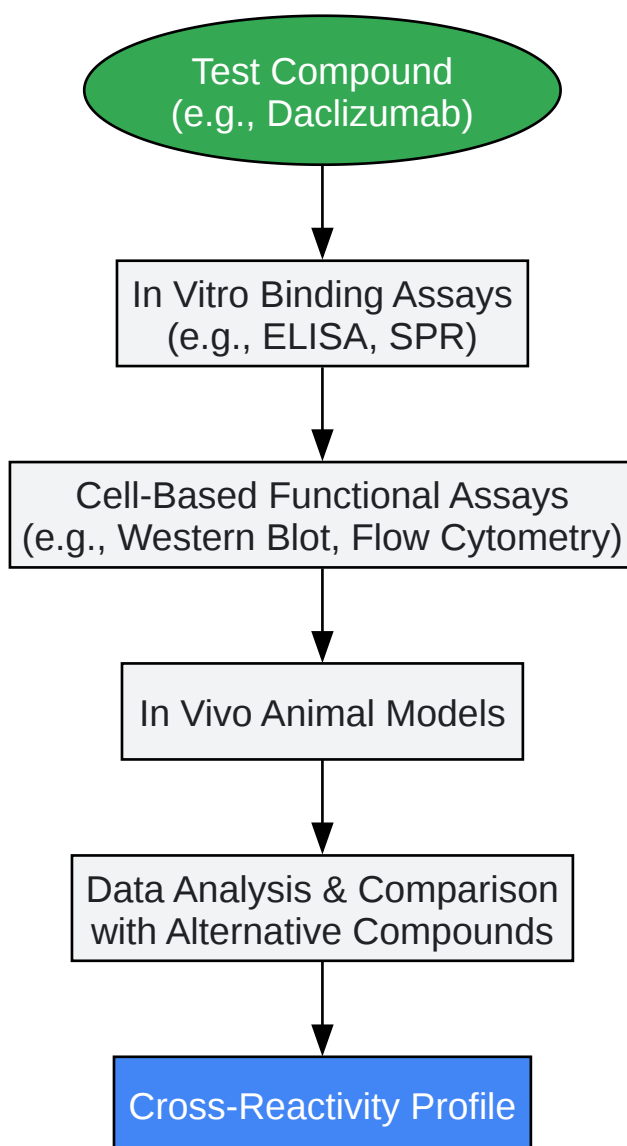 Test Compound
(e.g., Daclizumab)
In Vitro Binding Assays
(e.g., ELISA, SPR)
Cell-Based Functional Assays
(e.g., Western Blot, Flow Cytometry)
In Vivo Animal Models
Data Analysis & Comparison
with Alternative Compounds
Cross-Reactivity Profile